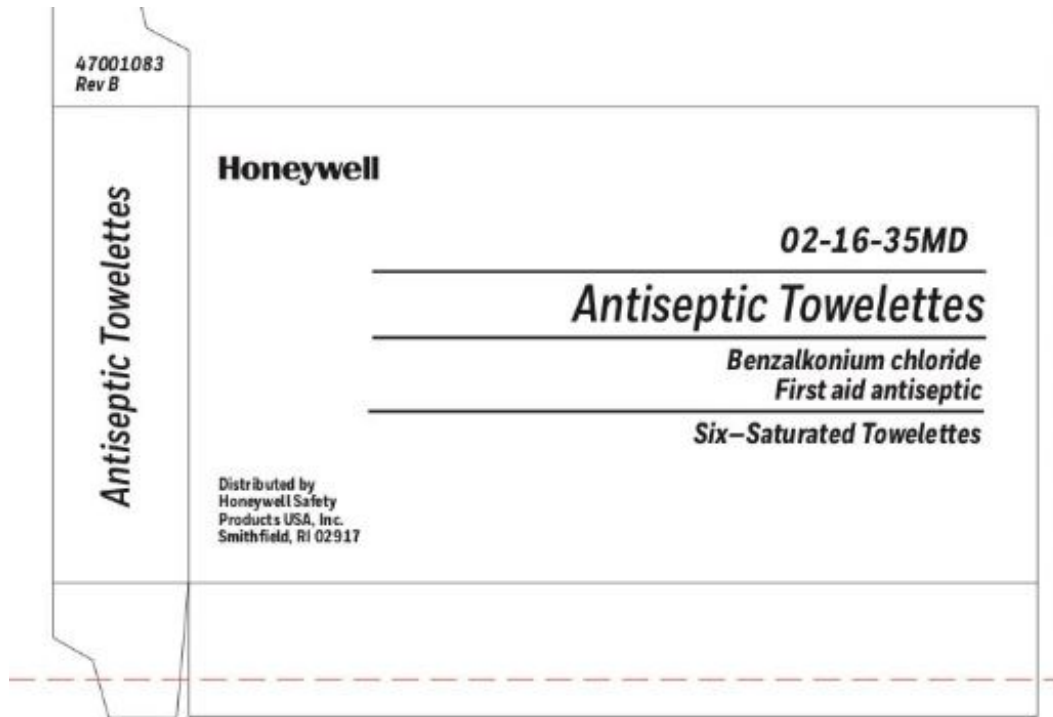 47001083
Rev B
Antiseptic Towelettes
Honeywell
02-16-35MD
Antiseptic Towelettes
Benzalkonium chloride
First aid antiseptic
Six–Saturated Towelettes
Distributed by
Honeywell Safety
Products USA, Inc.
Smithfield, RI 02917